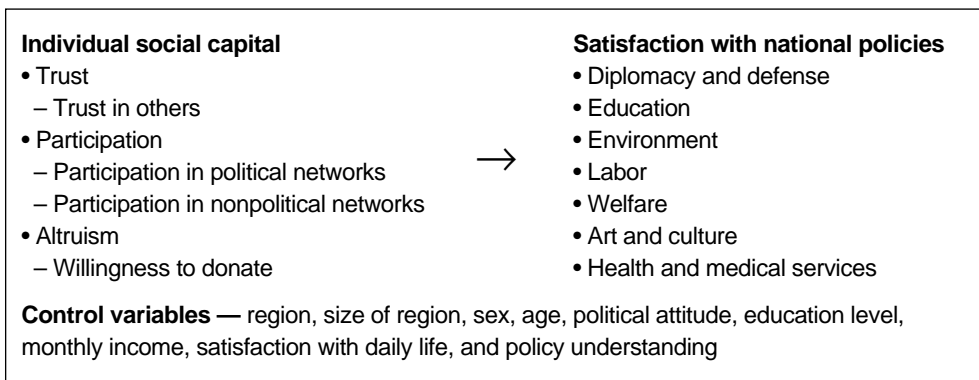 Individual social capital
• Trust
– Trust in others
• Participation
– Participation in political networks
– Participation in nonpolitical networks
• Altruism
– Willingness to donate
→
Satisfaction with national policies
• Diplomacy and defense
• Education
• Environment
• Labor
• Welfare
• Art and culture
• Health and medical services
Control variables — region, size of region, sex, age, political attitude, education level,
monthly income, satisfaction with daily life, and policy understanding